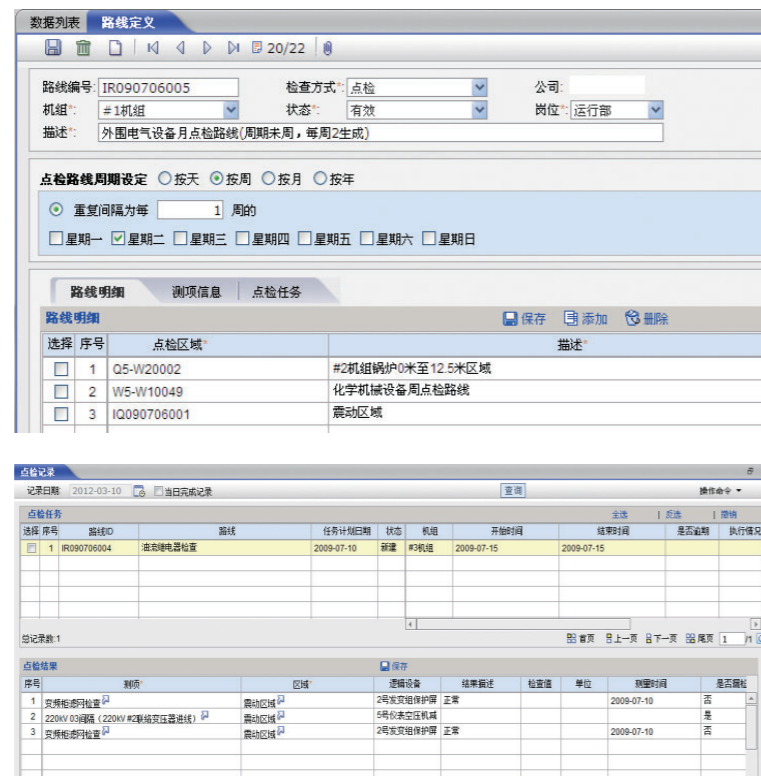 数据列表 路线定义
20/22
路线编号: IR090706005 检查方式*: 点检 公司:
机组*: #1机组 状态*: 有效 岗位*: 运行部
描述*: 外围电气设备月点检路线(周期未周，每周2生成)
点检路线周期设定 按天 按周 按月 按年
重复间隔为每 1 周的
星期一 星期二 星期三 星期四 星期五 星期六 星期日
路线明细 测项信息 点检任务
路线明细 保存 添加 删除
选择 序号 点检区域* 描述*
1 Q5-W20002 #2机组锅炉0米至12.5米区域
2 W5-W10049 化学机械设备周点检路线
3 IQ090706001 震动区域
点检记录
记录日期 2012-03-10 当日完成记录 查询 操作命令
点检任务 全选 | 反选 | 撤销
选择 序号 路线ID 路线 任务计划日期 状态 机组 开始时间 结束时间 是否逾期 执行情况
1 IR090706004 油流继电器检查 2009-07-10 新建 #3机组 2009-07-15 2009-07-15
总记录数:1 首页 上一页 下一页 尾页 1 /1
点检结果 保存
序号 测项* 区域* 逻辑设备 结果描述 检查值 单位 测量时间 是否漏检
1 变频柜滤网检查 震动区域 2号发变组保护屏 正常 2009-07-10 否
2 220kV 03间隔（220kV #2联络变压器进线） 震动区域 5号仪表空压机减 是
3 变频柜滤网检查 震动区域 2号发变组保护屏 正常 2009-07-10 否